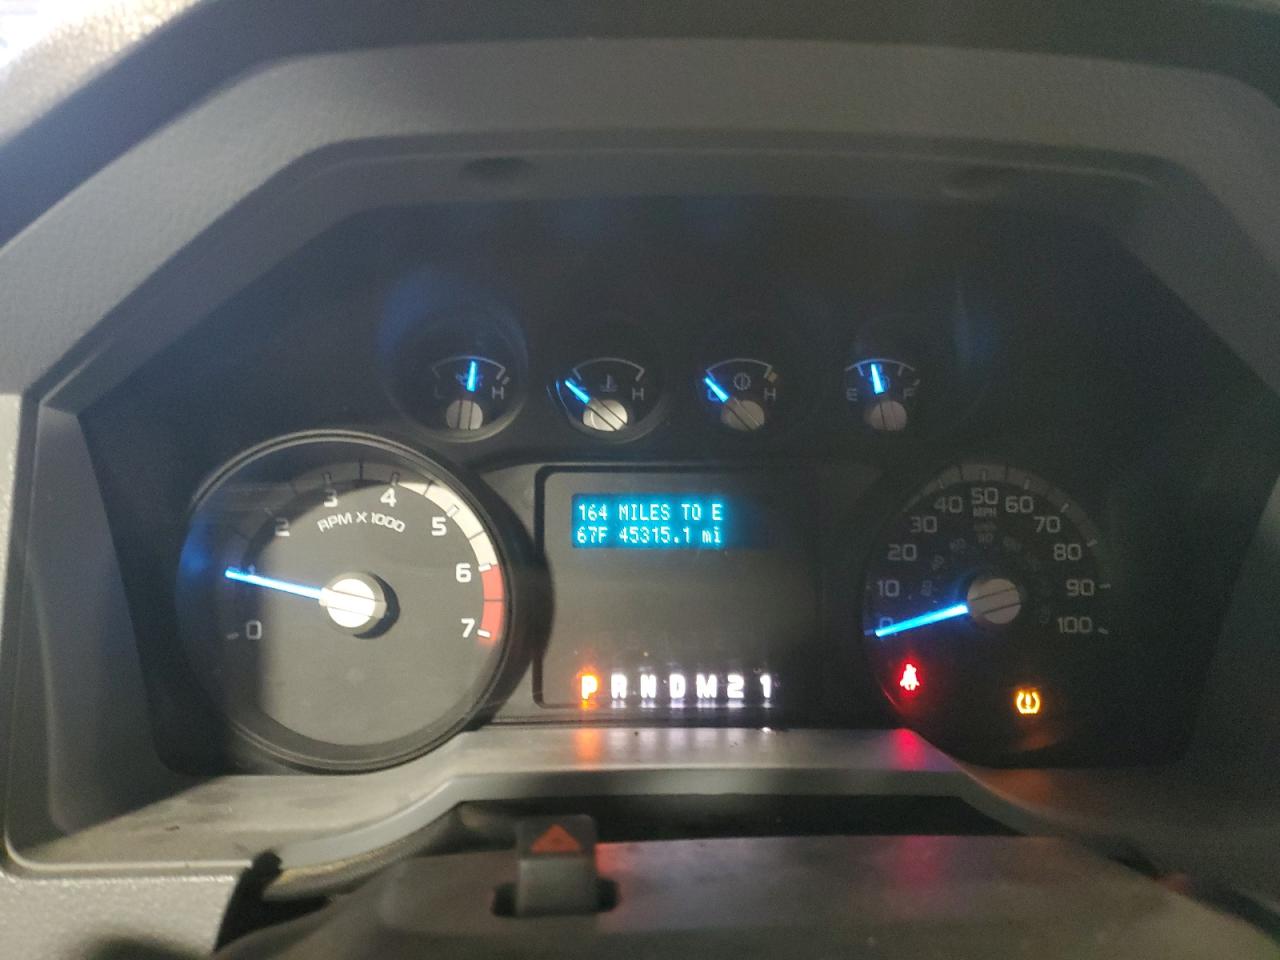 H
H
H
E F
0 1 2 3 4 5 6 7
RPM X 1000
164 MILES TO E
67F 45315.1 mi
P R N D M 2 1
0 10 20 30 40 50 60 70 80 90 100
MPH